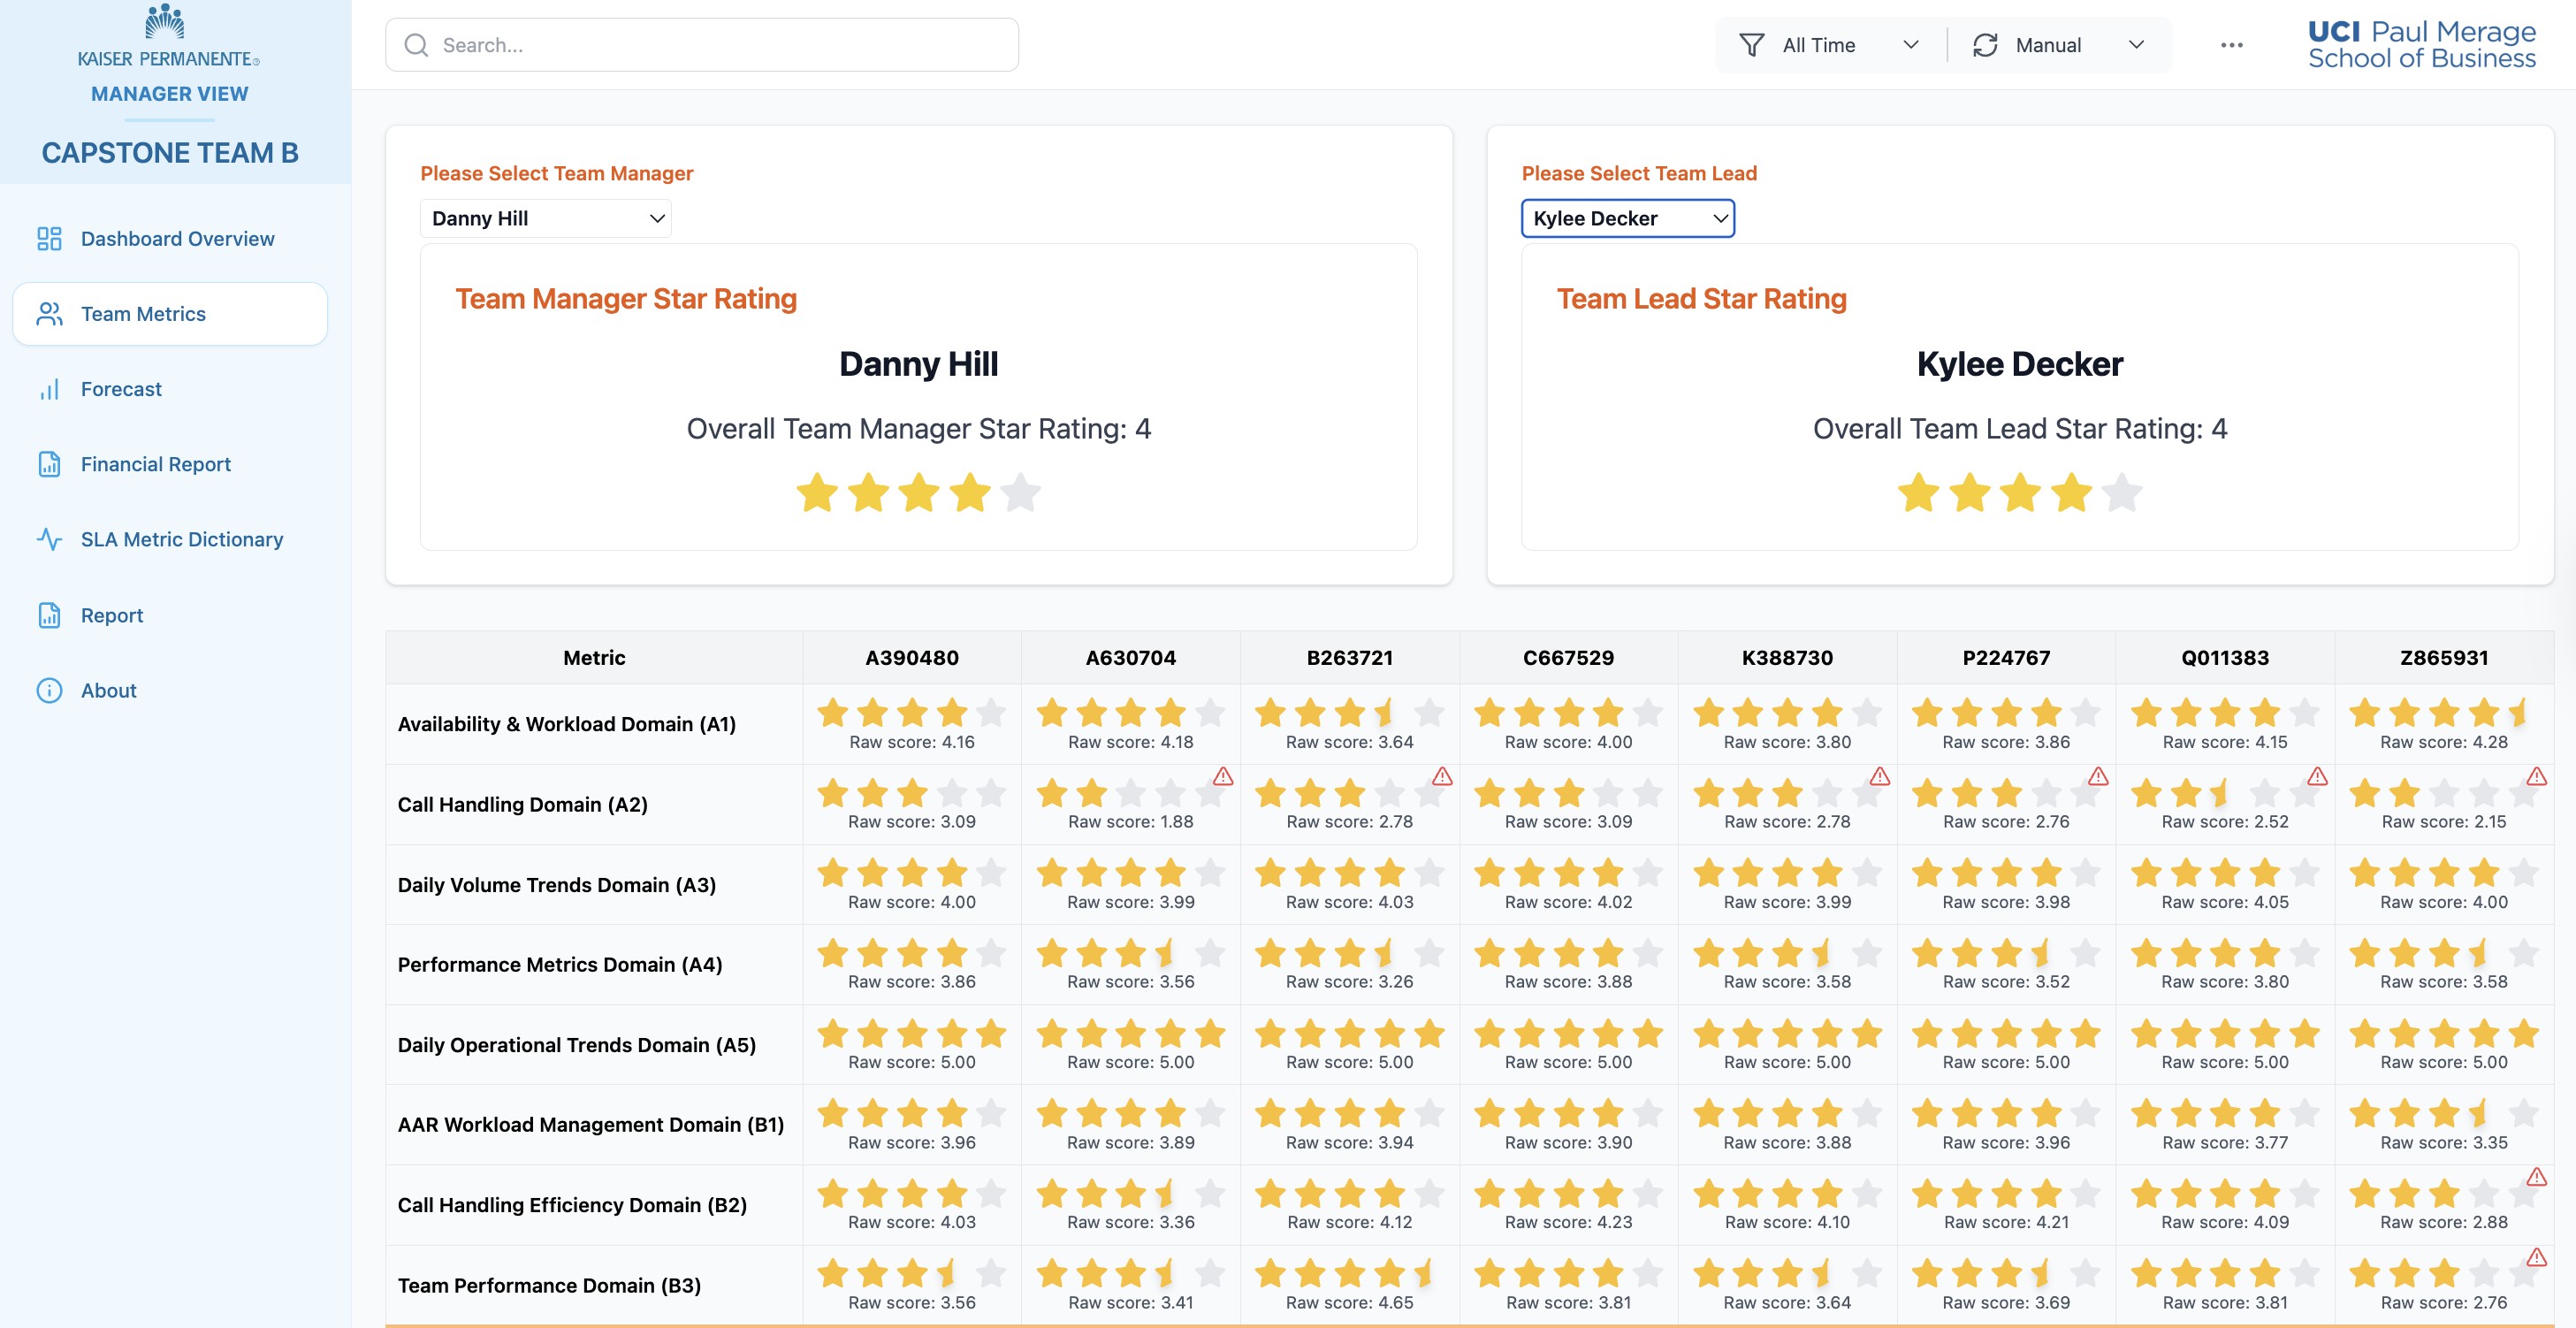 KAISER PERMANENTE®
MANAGER VIEW
CAPSTONE TEAM B
Dashboard Overview
Team Metrics
Forecast
Financial Report
SLA Metric Dictionary
Report
About
Search...
All Time
Manual
UCI Paul Merage
School of Business
Please Select Team Manager
Danny Hill
Team Manager Star Rating
Danny Hill
Overall Team Manager Star Rating: 4
Please Select Team Lead
Kylee Decker
Team Lead Star Rating
Kylee Decker
Overall Team Lead Star Rating: 4
Metric A390480 A630704 B263721 C667529 K388730 P224767 Q011383 Z865931
Availability & Workload Domain (A1)
Raw score: 4.16 Raw score: 4.18 Raw score: 3.64 Raw score: 4.00 Raw score: 3.80 Raw score: 3.86 Raw score: 4.15 Raw score: 4.28
Call Handling Domain (A2)
Raw score: 3.09 Raw score: 1.88 Raw score: 2.78 Raw score: 3.09 Raw score: 2.78 Raw score: 2.76 Raw score: 2.52 Raw score: 2.15
Daily Volume Trends Domain (A3)
Raw score: 4.00 Raw score: 3.99 Raw score: 4.03 Raw score: 4.02 Raw score: 3.99 Raw score: 3.98 Raw score: 4.05 Raw score: 4.00
Performance Metrics Domain (A4)
Raw score: 3.86 Raw score: 3.56 Raw score: 3.26 Raw score: 3.88 Raw score: 3.58 Raw score: 3.52 Raw score: 3.80 Raw score: 3.58
Daily Operational Trends Domain (A5)
Raw score: 5.00 Raw score: 5.00 Raw score: 5.00 Raw score: 5.00 Raw score: 5.00 Raw score: 5.00 Raw score: 5.00 Raw score: 5.00
AAR Workload Management Domain (B1)
Raw score: 3.96 Raw score: 3.89 Raw score: 3.94 Raw score: 3.90 Raw score: 3.88 Raw score: 3.96 Raw score: 3.77 Raw score: 3.35
Call Handling Efficiency Domain (B2)
Raw score: 4.03 Raw score: 3.36 Raw score: 4.12 Raw score: 4.23 Raw score: 4.10 Raw score: 4.21 Raw score: 4.09 Raw score: 2.88
Team Performance Domain (B3)
Raw score: 3.56 Raw score: 3.41 Raw score: 4.65 Raw score: 3.81 Raw score: 3.64 Raw score: 3.69 Raw score: 3.81 Raw score: 2.76